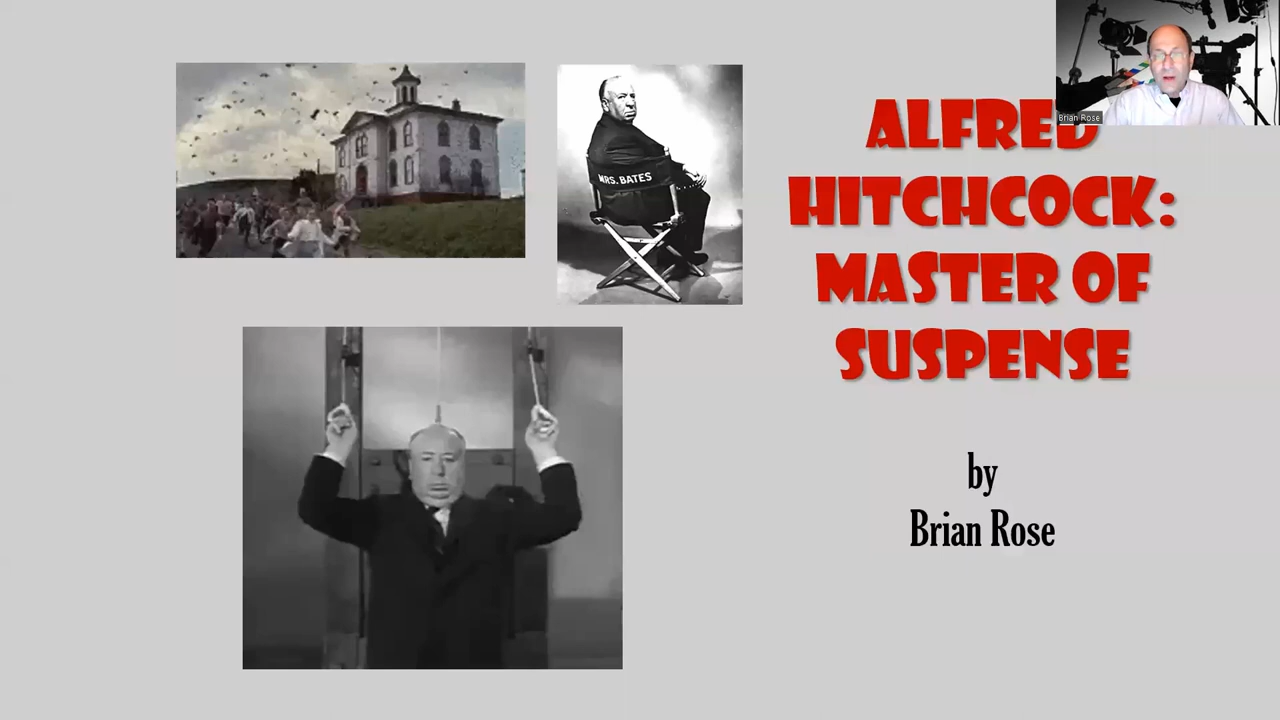 MRS. BATES
ALFRED
HITCHCOCK:
MASTER OF
SUSPENSE
by
Brian Rose
Brian Rose